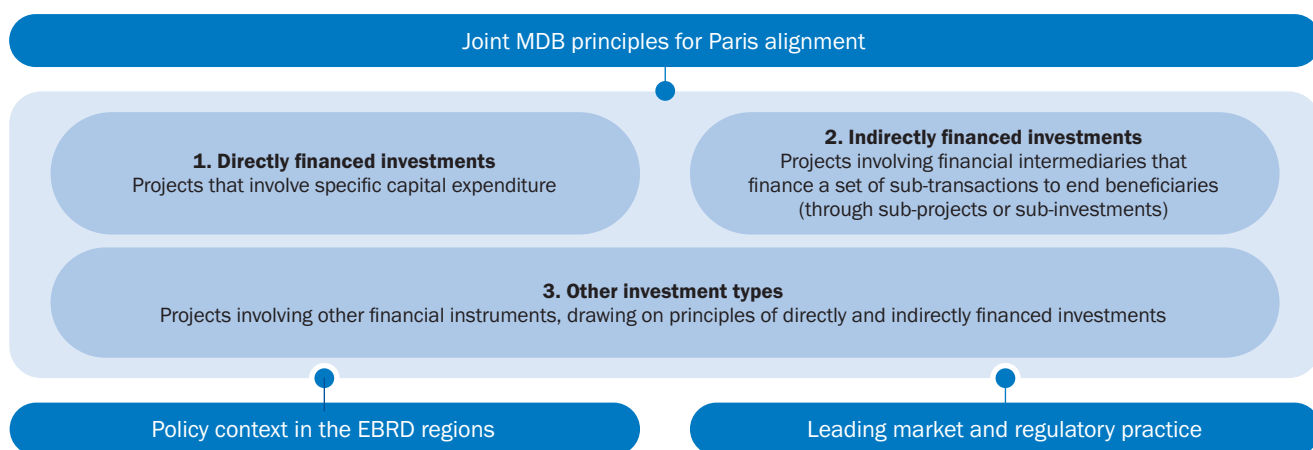 Joint MDB principles for Paris alignment
1. Directly financed investments
Projects that involve specific capital expenditure
2. Indirectly financed investments
Projects involving financial intermediaries that
finance a set of sub-transactions to end beneficiaries
(through sub-projects or sub-investments)
3. Other investment types
Projects involving other financial instruments, drawing on principles of directly and indirectly financed investments
Policy context in the EBRD regions
Leading market and regulatory practice